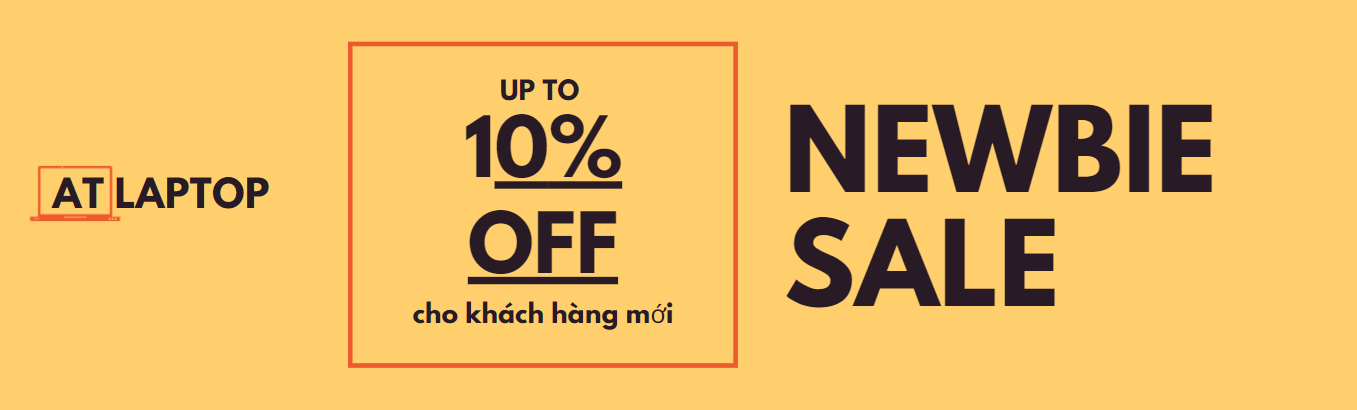 AT LAPTOP
UP TO
10%
OFF
cho khách hàng mới
NEWBIE
SALE